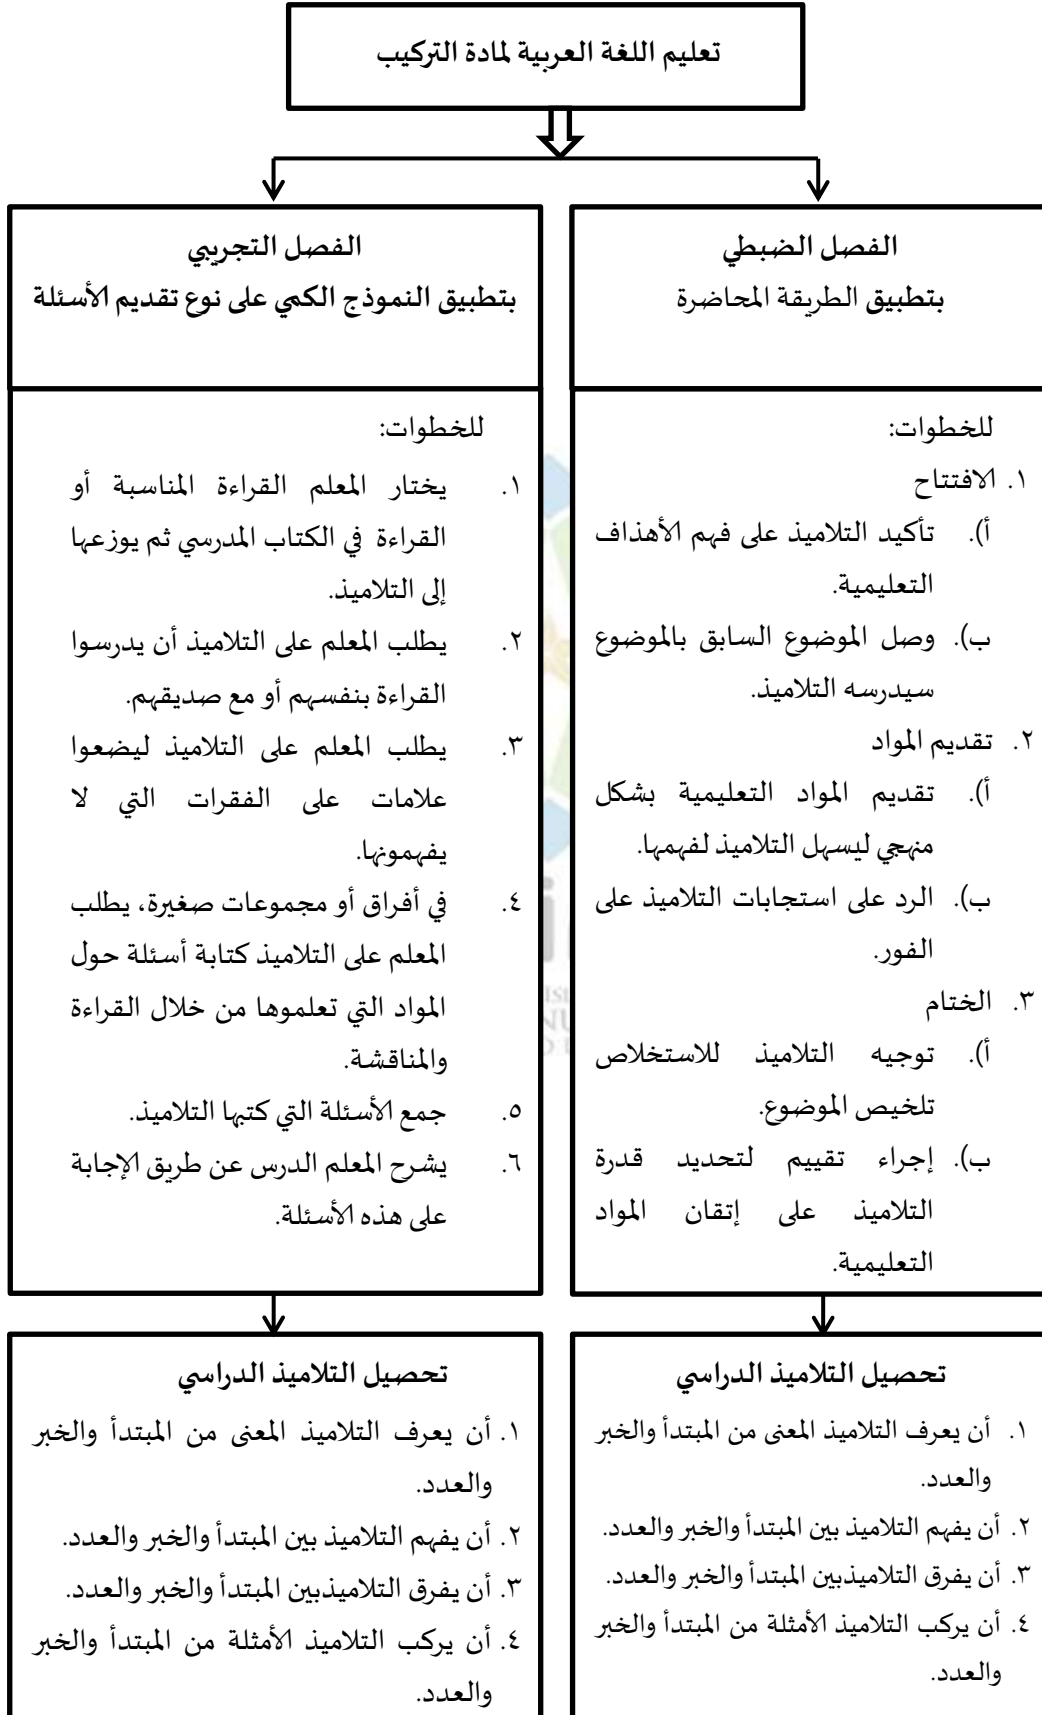 تعليم اللغة العربية لمادة التركيب
الفصل الضبطي
بتطبيق الطريقة المحاضرة
للخطوات:
١. الافتتاح
أ). تأكيد التلاميذ على فهم الأهذاف
التعليمية.
ب). وصل الموضوع السابق بالموضوع
سيدرسه التلاميذ.
٢. تقديم المواد
أ). تقديم المواد التعليمية بشكل
منهجي ليسهل التلاميذ لفهمها.
ب). الرد على استجابات التلاميذ على
الفور.
٣. الختام
أ). توجيه التلاميذ للاستخلاص
تلخيص الموضوع.
ب). إجراء تقييم لتحديد قدرة
التلاميذ على إتقان المواد
التعليمية.
تحصيل التلاميذ الدراسي
١. أن يعرف التلاميذ المعنى من المبتدأ والخبر
والعدد.
٢. أن يفهم التلاميذ بين المبتدأ والخبر والعدد.
٣. أن يفرق التلاميذبين المبتدأ والخبر والعدد.
٤. أن يركب التلاميذ الأمثلة من المبتدأ والخبر
والعدد.
الفصل التجريبي
بتطبيق النموذج الكمي على نوع تقديم الأسئلة
للخطوات:
١. يختار المعلم القراءة المناسبة أو
القراءة في الكتاب المدرسي ثم يوزعها
إلى التلاميذ.
٢. يطلب المعلم على التلاميذ أن يدرسوا
القراءة بنفسهم أو مع صديقهم.
٣. يطلب المعلم على التلاميذ ليضعوا
علامات على الفقرات التي لا
يفهمونها.
٤. في أفراق أو مجموعات صغيرة، يطلب
المعلم على التلاميذ كتابة أسئلة حول
المواد التي تعلموها من خلال القراءة
والمناقشة.
٥. جمع الأسئلة التي كتبها التلاميذ.
٦. يشرح المعلم الدرس عن طريق الإجابة
على هذه الأسئلة.
تحصيل التلاميذ الدراسي
١. أن يعرف التلاميذ المعنى من المبتدأ والخبر
والعدد.
٢. أن يفهم التلاميذ بين المبتدأ والخبر والعدد.
٣. أن يفرق التلاميذبين المبتدأ والخبر والعدد.
٤. أن يركب التلاميذ الأمثلة من المبتدأ والخبر
والعدد.